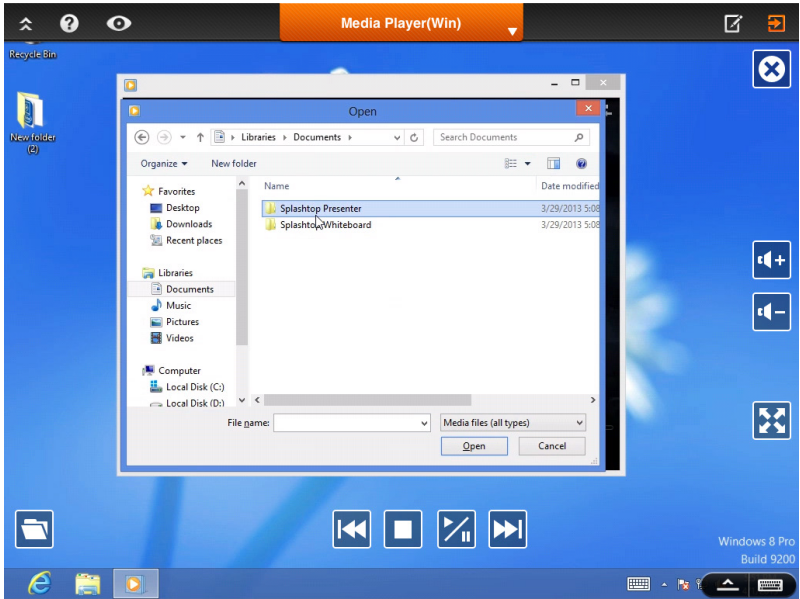 Media Player(Win)
Recycle Bin
New folder
(2)
Open
Libraries Documents
Search Documents
Organize
New folder
Name
Date modified
Favorites
Desktop
Downloads
Recent places
Libraries
Documents
Music
Pictures
Videos
Computer
Local Disk (C:)
Local Disk (D:)
Splashtop Presenter
3/29/2013 5:08
Splashtop Whiteboard
3/29/2013 5:08
File name:
Media files (all types)
Open
Cancel
Windows 8 Pro
Build 9200